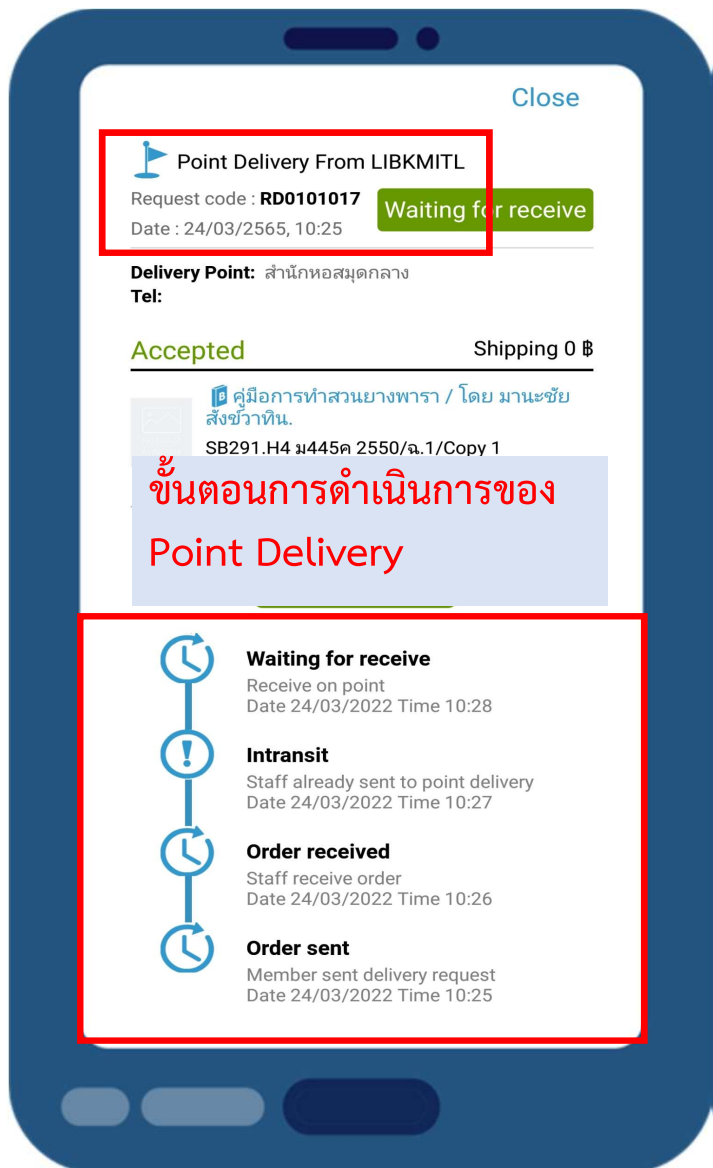 Close
Point Delivery From LIBKMITL
Request code : RD0101017
Waiting for receive
Date : 24/03/2565, 10:25
Delivery Point: สำนักหอสมุดกลาง
Tel:
Accepted
Shipping 0 ฿
คู่มือการทำสวนยางพารา / โดย มานะชัย
สังข์วาทิน.
SB291.H4 ม445ค 2550/ฉ.1/Copy 1
ขั้นตอนการดำเนินการของ
Point Delivery
Waiting for receive
Receive on point
Date 24/03/2022 Time 10:28
Intransit
Staff already sent to point delivery
Date 24/03/2022 Time 10:27
Order received
Staff receive order
Date 24/03/2022 Time 10:26
Order sent
Member sent delivery request
Date 24/03/2022 Time 10:25